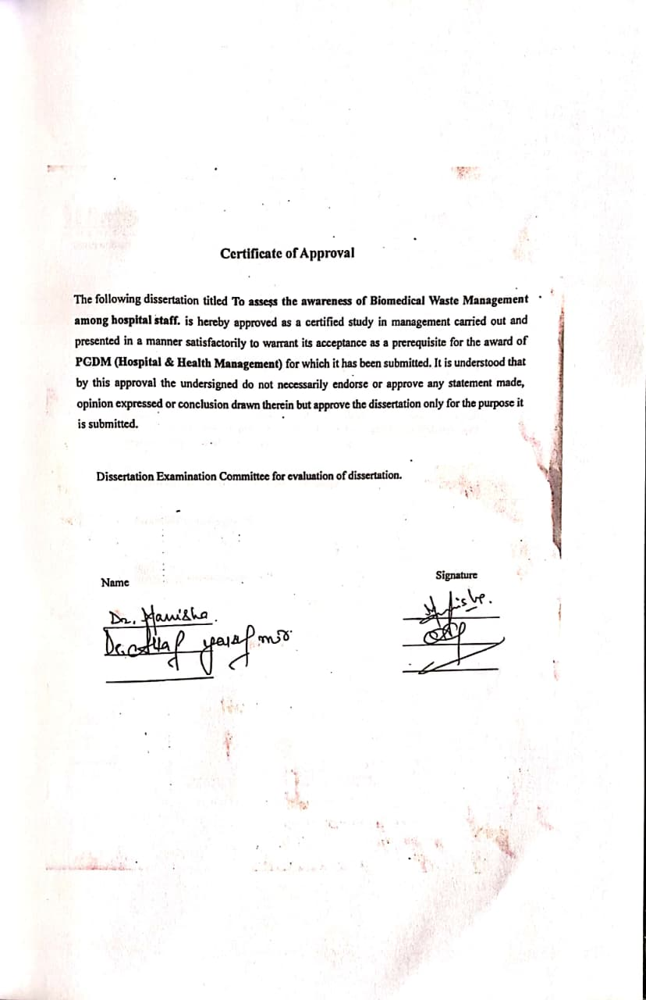 Certificate of Approval
The following dissertation titled To assess the awareness of Biomedical Waste Management
among hospital staff. is hereby approved as a certified study in management carried out and
presented in a manner satisfactorily to warrant its acceptance as a prerequisite for the award of
PGDM (Hospital & Health Management) for which it has been submitted. It is understood that
by this approval the undersigned do not necessarily endorse or approve any statement made,
opinion expressed or conclusion drawn therein but approve the dissertation only for the purpose it
is submitted.
Dissertation Examination Committee for evaluation of dissertation.
Name
Signature
Dr. Manisha.